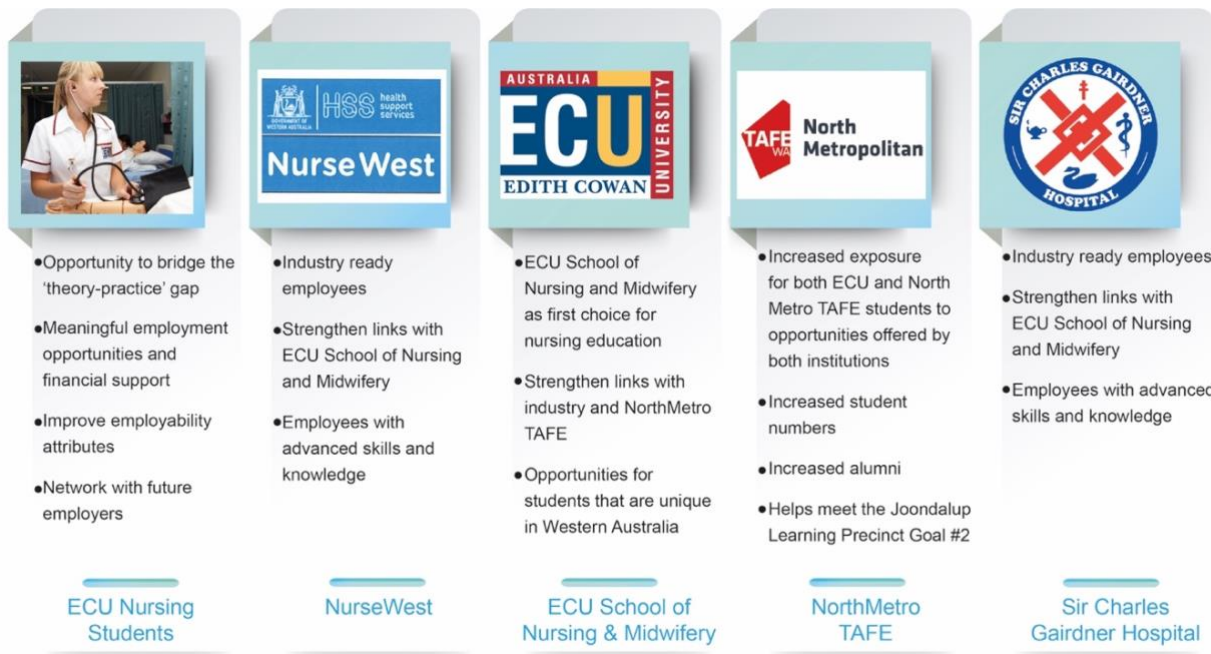 GOVERNMENT OF
WESTERN AUSTRALIA
HSS
health
support
services
NurseWest
AUSTRALIA
ECU
EDITH COWAN
UNIVERSITY
TAFE
WA
North
Metropolitan
SIR CHARLES GAIRDNER
HOSPITAL
•Opportunity to bridge the
'theory-practice' gap
•Meaningful employment
opportunities and
financial support
•Improve employability
attributes
•Network with future
employers
•Industry ready
employees
•Strengthen links with
ECU School of Nursing
and Midwifery
•Employees with
advanced skills and
knowledge
•ECU School of
Nursing and Midwifery
as first choice for
nursing education
•Strengthen links with
industry and NorthMetro
TAFE
•Opportunities for
students that are unique
in Western Australia
•Increased exposure
for both ECU and North
Metro TAFE students to
opportunities offered by
both institutions
•Increased student
numbers
•Increased alumni
•Helps meet the Joondalup
Learning Precinct Goal #2
•Industry ready employees
•Strengthen links with
ECU School of Nursing
and Midwifery
•Employees with advanced
skills and knowledge
ECU Nursing
Students
NurseWest
ECU School of
Nursing & Midwifery
NorthMetro
TAFE
Sir Charles
Gairdner Hospital